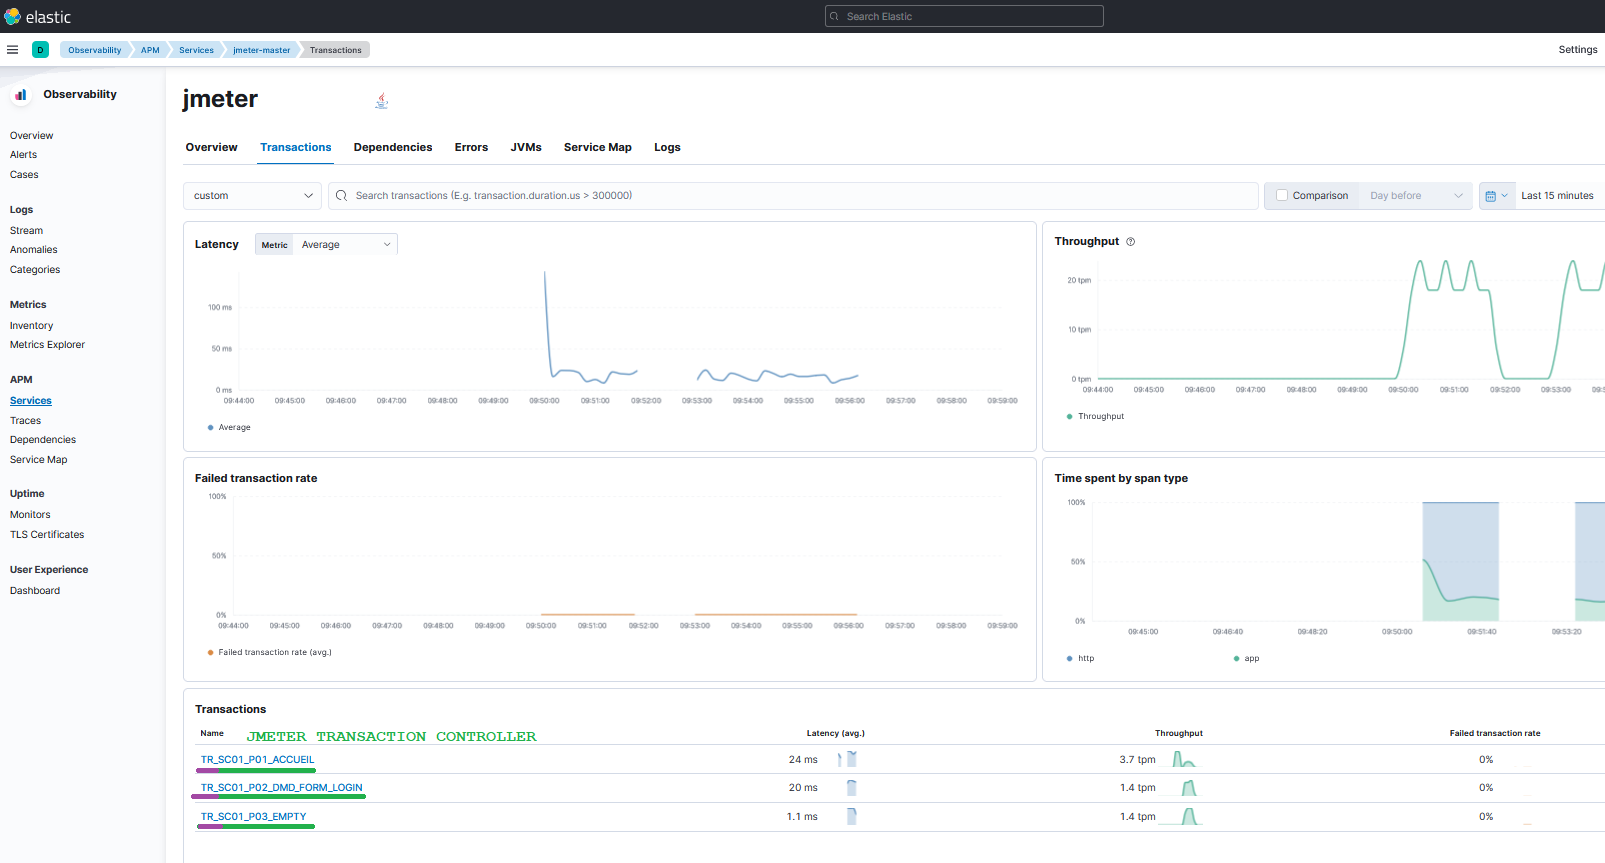 elastic
Search Elastic
D
Observability
APM
Services
jmeter-master
Transactions
Settings
Observability
Overview
Alerts
Cases
Logs
Stream
Anomalies
Categories
Metrics
Inventory
Metrics Explorer
APM
Services
Traces
Dependencies
Service Map
Uptime
Monitors
TLS Certificates
User Experience
Dashboard
jmeter
Overview Transactions Dependencies Errors JVMs Service Map Logs
custom
Search transactions (E.g. transaction.duration.us > 300000)
Comparison
Day before
Last 15 minutes
Latency
Metric
Average
100 ms
50 ms
0 ms
09:44:00 09:45:00 09:46:00 09:47:00 09:48:00 09:49:00 09:50:00 09:51:00 09:52:00 09:53:00 09:54:00 09:55:00 09:56:00 09:57:00 09:58:00 09:59:00
Average
Throughput
20 tpm
10 tpm
0 tpm
09:44:00 09:45:00 09:46:00 09:47:00 09:48:00 09:49:00 09:50:00 09:51:00 09:52:00 09:53:00 09:5
Throughput
Failed transaction rate
100%
50%
0%
09:44:00 09:45:00 09:46:00 09:47:00 09:48:00 09:49:00 09:50:00 09:51:00 09:52:00 09:53:00 09:54:00 09:55:00 09:56:00 09:57:00 09:58:00 09:59:00
Failed transaction rate (avg.)
Time spent by span type
100%
50%
0%
09:45:00 09:46:40 09:48:20 09:50:00 09:51:40 09:53:20
http
app
Transactions
Name JMETER TRANSACTION CONTROLLER Latency (avg.) Throughput Failed transaction rate
TR_SC01_P01_ACCUEIL 24 ms 3.7 tpm 0%
TR_SC01_P02_DMD_FORM_LOGIN 20 ms 1.4 tpm 0%
TR_SC01_P03_EMPTY 1.1 ms 1.4 tpm 0%